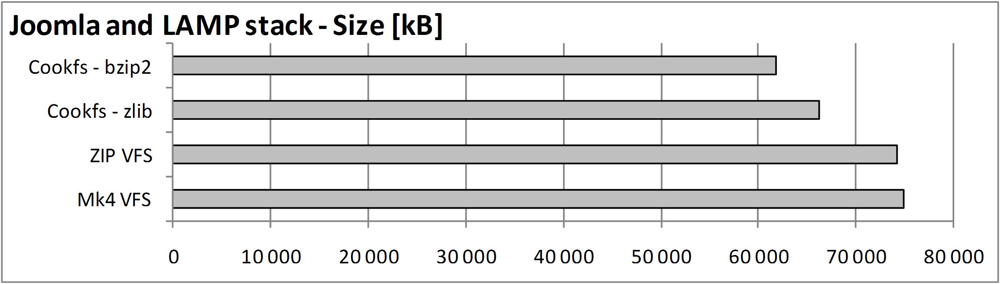 Joomla and LAMP stack - Size [kB]
Cookfs - bzip2
Cookfs - zlib
ZIP VFS
Mk4 VFS
0 10 000 20 000 30 000 40 000 50 000 60 000 70 000 80 000